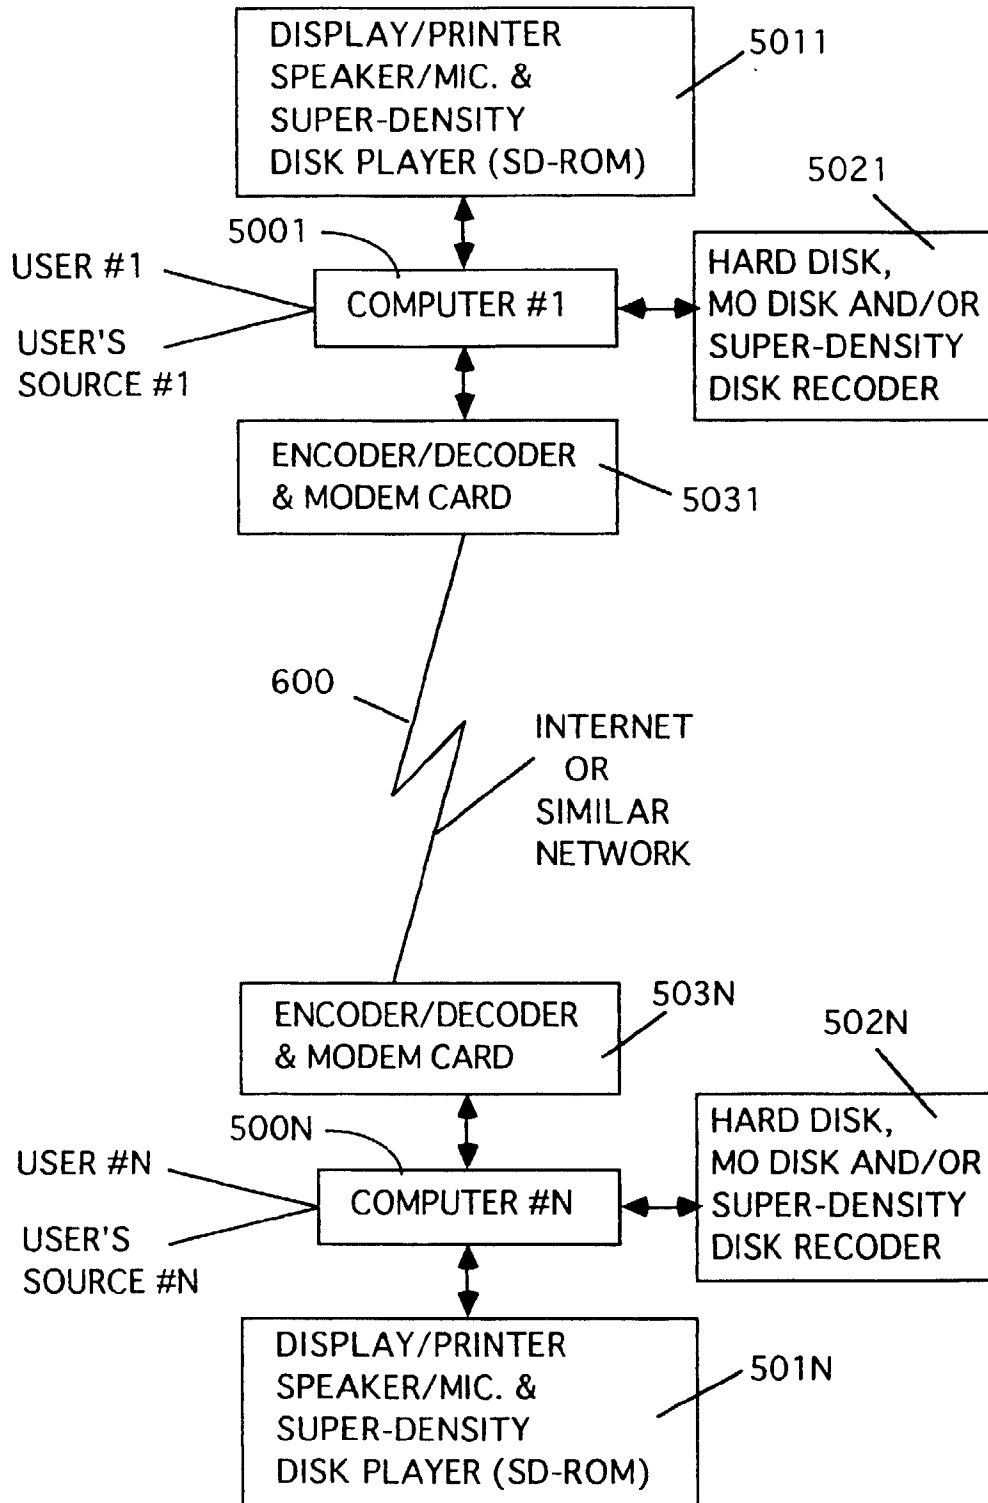 DISPLAY/PRINTER
SPEAKER/MIC. &
SUPER-DENSITY
DISK PLAYER (SD-ROM)
5011
5021
5001
USER #1
USER'S
SOURCE #1
COMPUTER #1
HARD DISK,
MO DISK AND/OR
SUPER-DENSITY
DISK RECODER
ENCODER/DECODER
& MODEM CARD
5031
600
INTERNET
OR
SIMILAR
NETWORK
ENCODER/DECODER
& MODEM CARD
503N
502N
500N
USER #N
USER'S
SOURCE #N
COMPUTER #N
HARD DISK,
MO DISK AND/OR
SUPER-DENSITY
DISK RECODER
DISPLAY/PRINTER
SPEAKER/MIC. &
SUPER-DENSITY
DISK PLAYER (SD-ROM)
501N